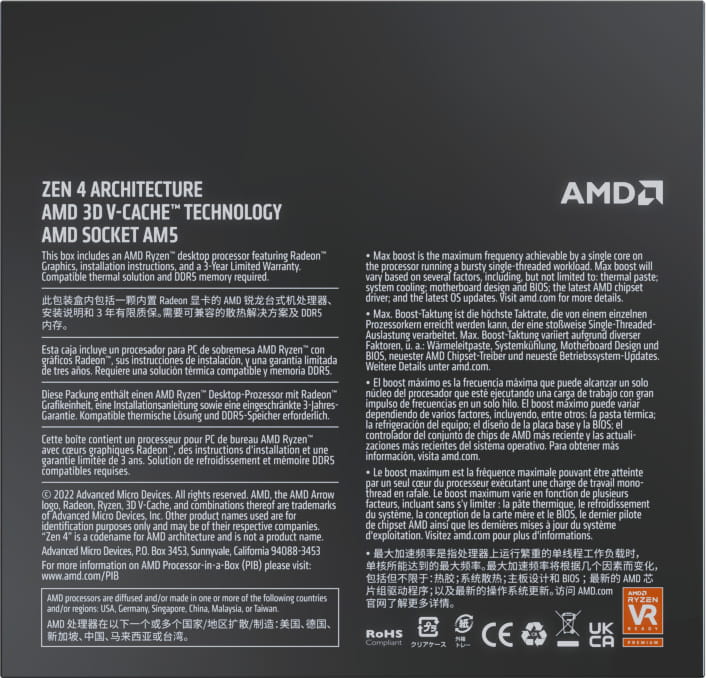 ZEN 4 ARCHITECTURE
AMD 3D V-CACHE™ TECHNOLOGY
AMD SOCKET AM5
This box includes an AMD Ryzen™ desktop processor featuring Radeon™
Graphics, installation instructions, and a 3-Year Limited Warranty.
Compatible thermal solution and DDR5 memory required.
此包装盒内包括一颗内置 Radeon 显卡的 AMD 锐龙台式机处理器、
安装说明和 3 年有限质保。需要可兼容的散热解决方案及 DDR5
内存。
Esta caja incluye un procesador para PC de sobremesa AMD Ryzen™ con
gráficos Radeon™, sus instrucciones de instalación, y una garantía limitada
de tres años. Requiere una solución térmica compatible y memoria DDR5.
Diese Packung enthält einen AMD Ryzen™ Desktop-Prozessor mit Radeon™
Grafikeinheit, eine Installationsanleitung sowie eine eingeschränkte 3-Jahres-
Garantie. Kompatible thermische Lösung und DDR5-Speicher erforderlich.
Cette boîte contient un processeur pour PC de bureau AMD Ryzen™
avec cœurs graphiques Radeon™, des instructions d'installation et une
garantie limitée de 3 ans. Solution de refroidissement et mémoire DDR5
compatibles requises.
© 2022 Advanced Micro Devices. All rights reserved. AMD, the AMD Arrow
logo, Radeon, Ryzen, 3D V-Cache, and combinations thereof are trademarks
of Advanced Micro Devices, Inc. Other product names used are for
identification purposes only and may be of their respective companies.
"Zen 4" is a codename for AMD architecture and is not a product name.
Advanced Micro Devices, P.O. Box 3453, Sunnyvale, California 94088-3453
For more information on AMD Processor-in-a-Box (PIB) please visit:
www.amd.com/PIB
AMD processors are diffused and/or made in one or more of the following countries
and/or regions: USA, Germany, Singapore, China, Malaysia, or Taiwan.
AMD 处理器在以下一个或多个国家/地区扩散/制造：美国、德国、
新加坡、中国、马来西亚或台湾。
AMD
• Max boost is the maximum frequency achievable by a single core on
the processor running a bursty single-threaded workload. Max boost will
vary based on several factors, including, but not limited to: thermal paste;
system cooling; motherboard design and BIOS; the latest AMD chipset
driver; and the latest OS updates. Visit amd.com for more details.
• Max. Boost-Taktung ist die höchste Taktrate, die von einem einzelnen
Prozessorkern erreicht werden kann, der eine stoßweise Single-Threaded-
Auslastung verarbeitet. Max. Boost-Taktung variiert aufgrund diverser
Faktoren, u. a.: Wärmeleitpaste, Systemkühlung, Motherboard Design und
BIOS, neuester AMD Chipset-Treiber und neueste Betriebssystem-Updates.
Weitere Details unter amd.com.
• El boost máximo es la frecuencia máxima que puede alcanzar un solo
núcleo del procesador que esté ejecutando una carga de trabajo con gran
impulso de frecuencias en un solo hilo. El boost máximo puede variar
dependiendo de varios factores, incluyendo, entre otros: la pasta térmica;
la refrigeración del equipo; el diseño de la placa base y la BIOS; el
controlador del conjunto de chips de AMD más reciente y las actuali-
zaciones más recientes del sistema operativo. Para obtener más
información, visita amd.com.
• Le boost maximum est la fréquence maximale pouvant être atteinte
par un seul cœur du processeur exécutant une charge de travail mono-
thread en rafale. Le boost maximum varie en fonction de plusieurs
facteurs, incluant sans s'y limiter : la pâte thermique, le refroidissement
du système, la conception de la carte mère et le BIOS, le dernier pilote
de chipset AMD ainsi que les dernières mises à jour du système
d'exploitation. Visitez amd.com pour plus d'informations.
• 最大加速频率是指处理器上运行繁重的单线程工作负载时，
单核所能达到的最大频率。最大加速频率将根据几个因素而变化，
包括但不限于：热胶；系统散热；主板设计和 BIOS；最新的 AMD 芯
片组驱动程序；以及最新的操作系统更新。访问 AMD.com
官网了解更多详情。
RoHS
Compliant
プラ
クリアケース
紙
外箱
トレー
CE
UK
CA
AMD
RYZEN
VR
READY
PREMIUM